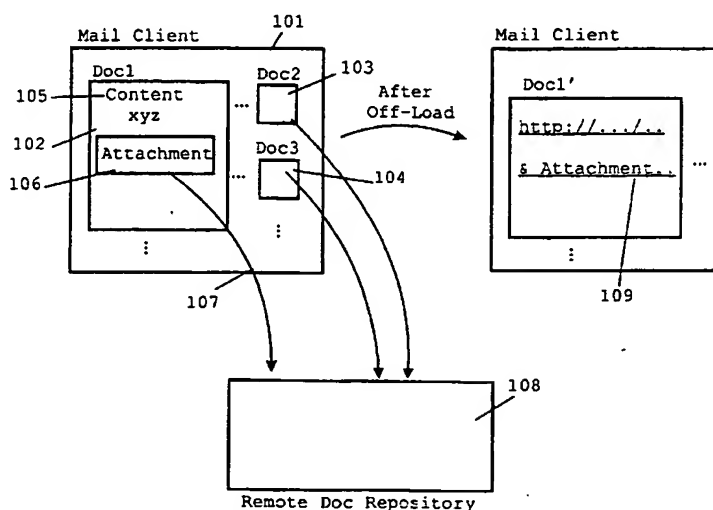 Mail Client
101
Doc1
105
Content
xyz
102
Attachment
106
...
Doc2
103
Doc3
...
104
107
After
Off-Load
Mail Client
Doc1'
http://.../..
& Attachment..
...
109
108
Remote Doc Repository